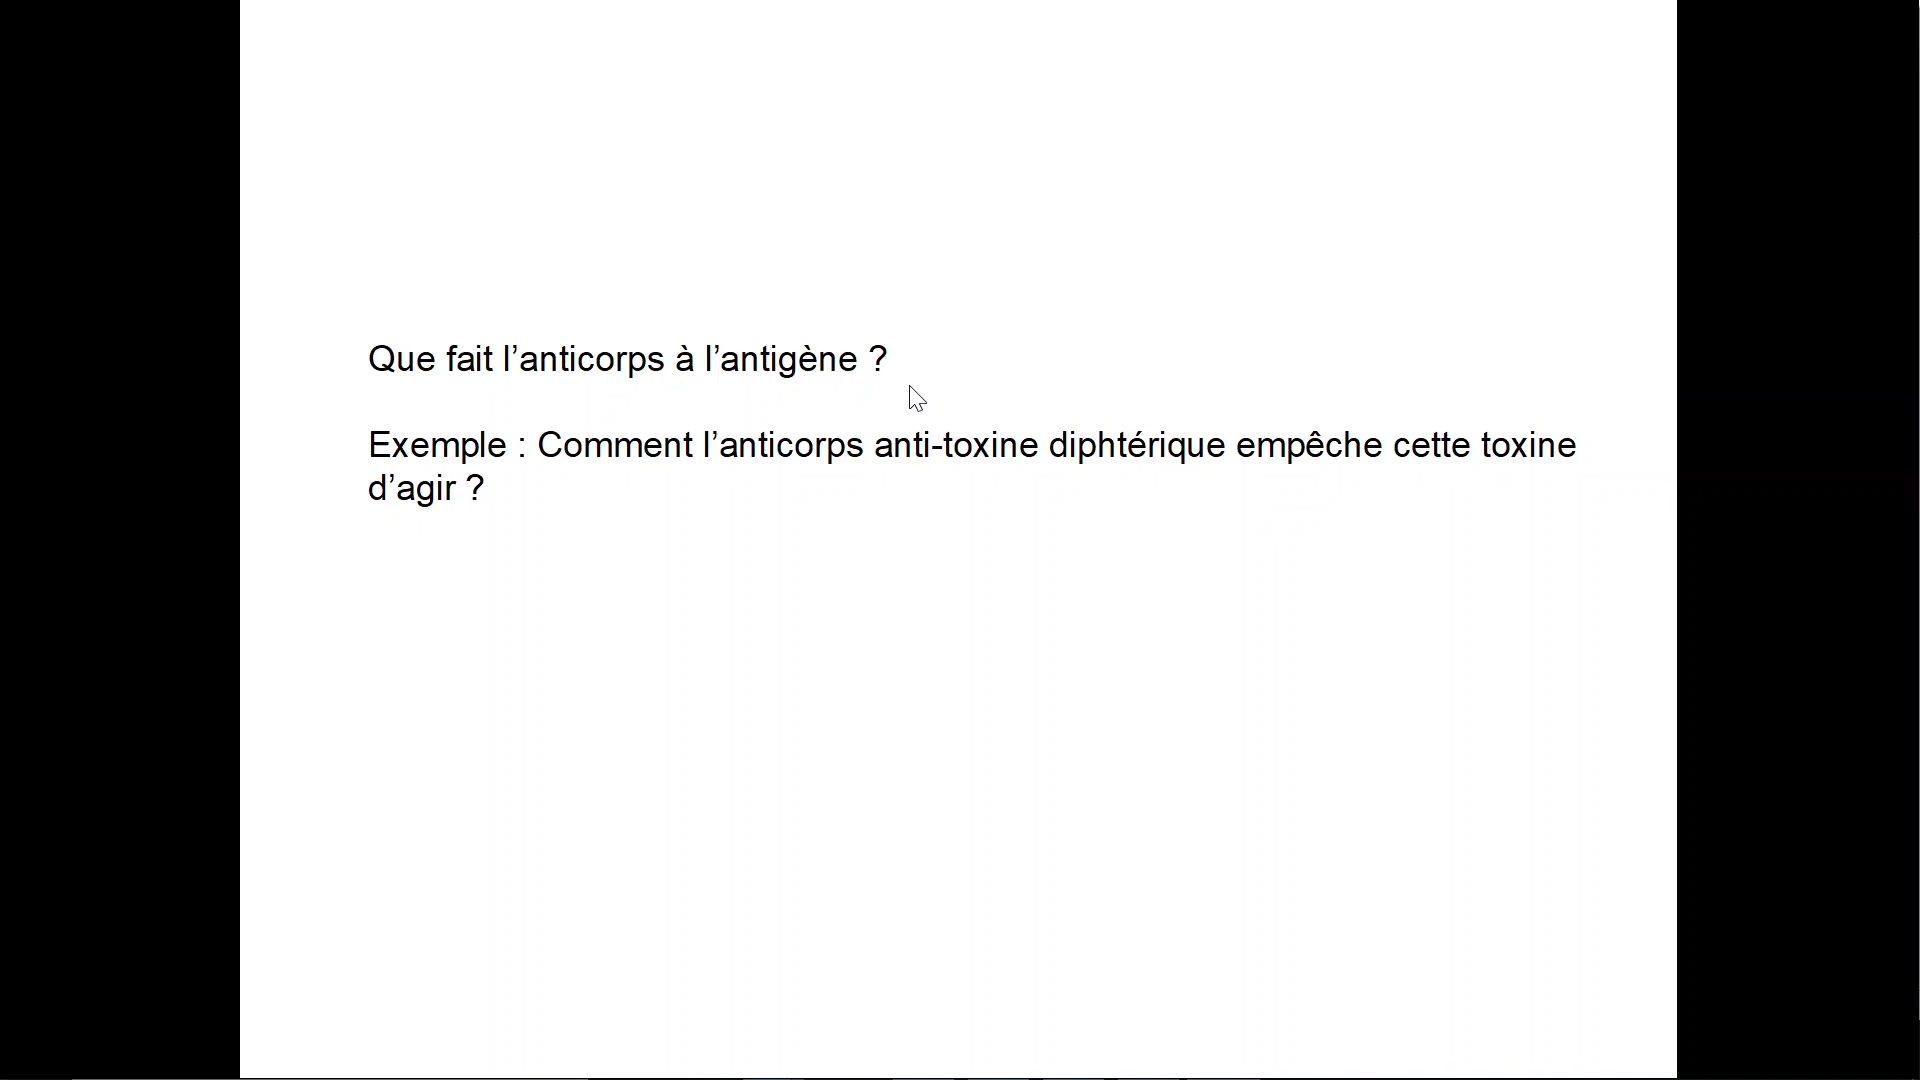 Que fait l’anticorps à l’antigène ?
Exemple : Comment l’anticorps anti-toxine diphtérique empêche cette toxine
d’agir ?